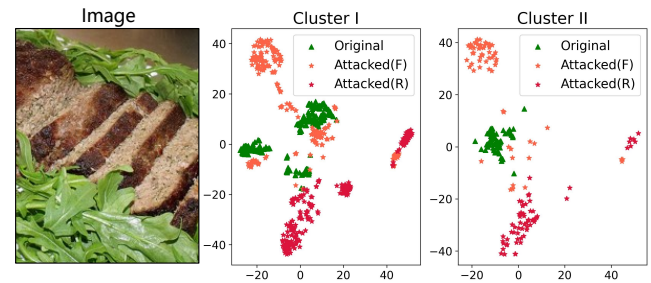 Image
Cluster I
Cluster II
Original
Attacked(F)
Attacked(R)
Original
Attacked(F)
Attacked(R)
40
20
0
−20
−40
−20
0
20
40
40
20
0
−20
−40
−20
0
20
40